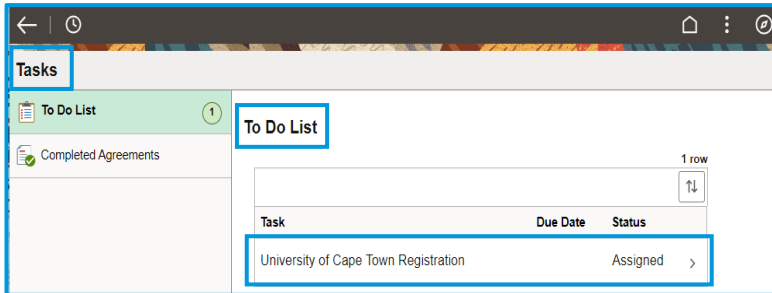 Tasks
To Do List 1
Completed Agreements
To Do List
1 row
Task Due Date Status
University of Cape Town Registration Assigned